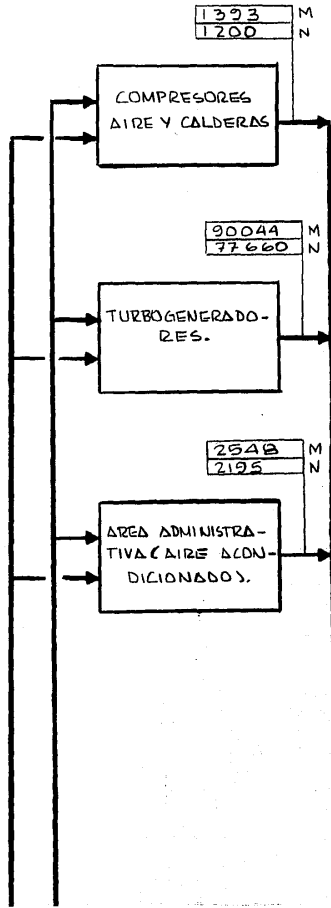 1393 M
1200 N
COMPRESORES
AIRE Y CALDERAS
90044 M
77660 N
TURBOGENERADO-
RES.
2548 M
2195 N
AREA ADMINISTRA-
TIVA (AIRE ACON-
DICIONADO).